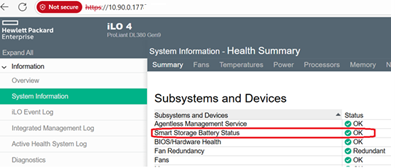 Not secure https://10.90.0.177
Hewlett Packard
Enterprise
iLO 4
ProLiant DL360 Gen9
Expand All
System Information - Health Summary
Information
Summary Fans Temperatures Power Processors Memory N
Overview
System Information
iLO Event Log
Integrated Management Log
Active Health System Log
Diagnostics
Subsystems and Devices
Subsystems and Devices Status
Agentless Management Service OK
Smart Storage Battery Status OK
BIOS/Hardware Health OK
Fan Redundancy Redundant
Fans OK